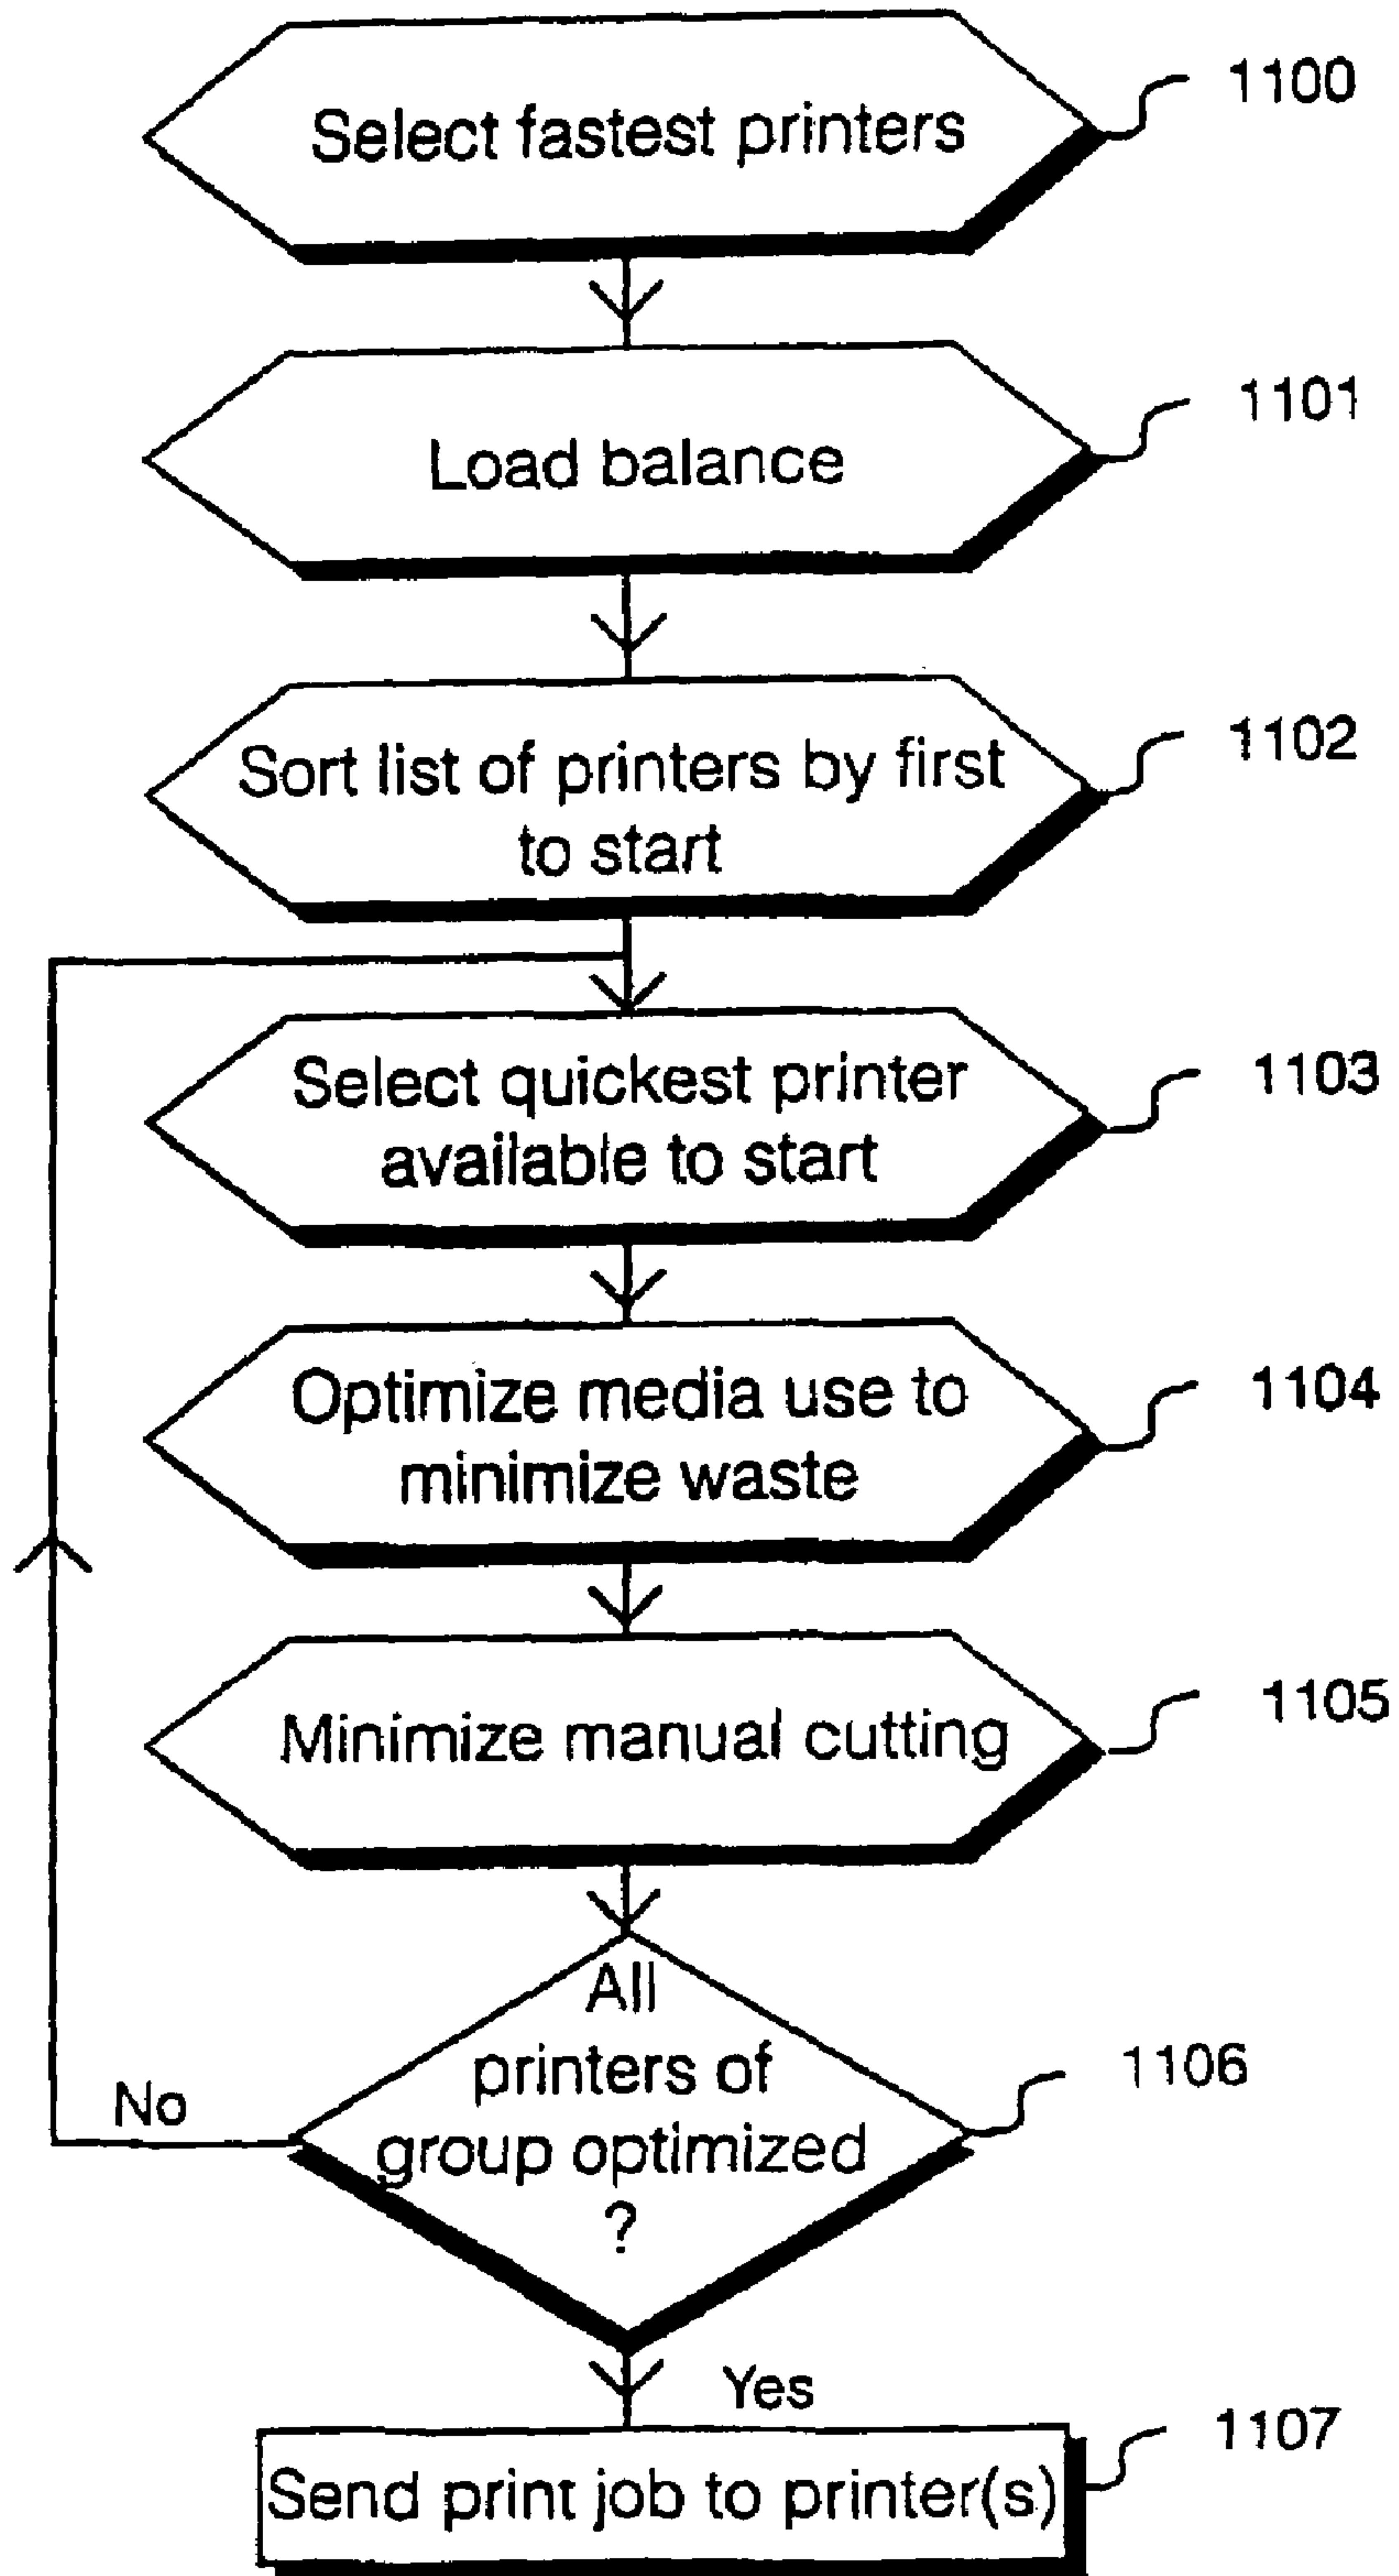 Select fastest printers
1100
Load balance
1101
Sort list of printers by first
to start
1102
Select quickest printer
available to start
1103
Optimize media use to
minimize waste
1104
Minimize manual cutting
1105
All
printers of
group optimized
?
1106
No
Yes
Send print job to printer(s)
1107